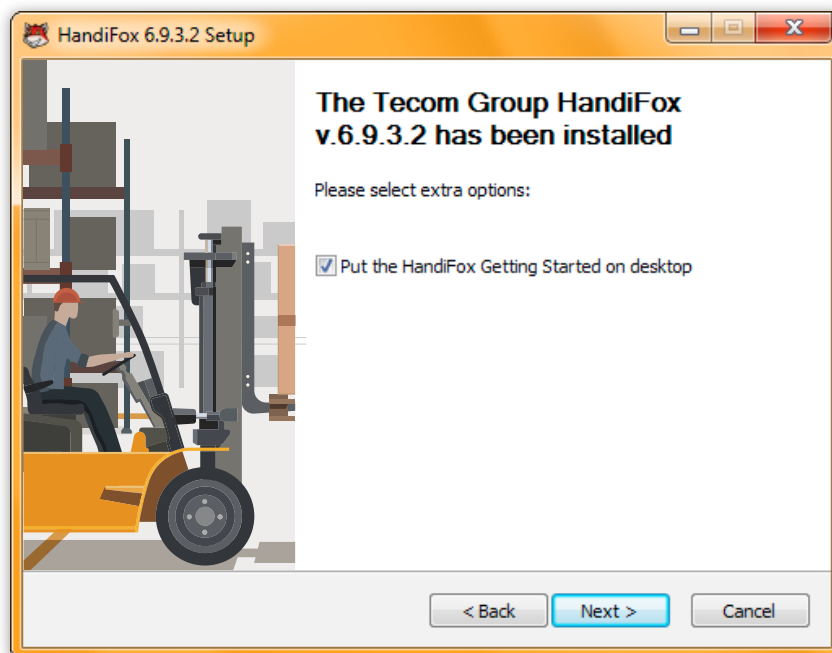 HandiFox 6.9.3.2 Setup
The Tecom Group HandiFox
v.6.9.3.2 has been installed
Please select extra options:
Put the HandiFox Getting Started on desktop
< Back
Next >
Cancel